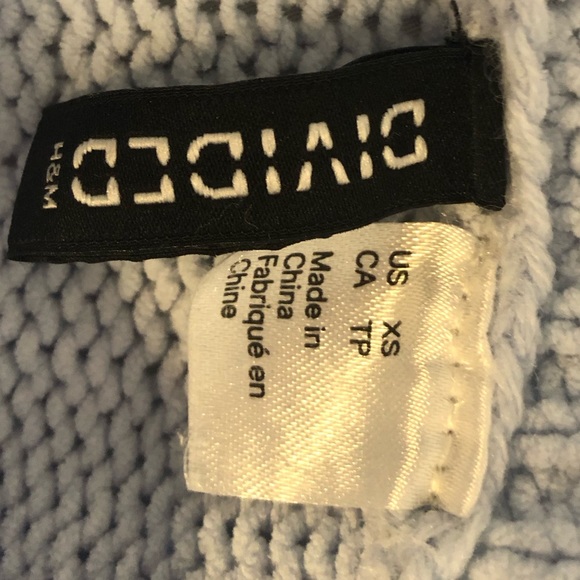 DIVIDED
H&M
US XS
CA TP
Made in
China
Fabriqué en
Chine